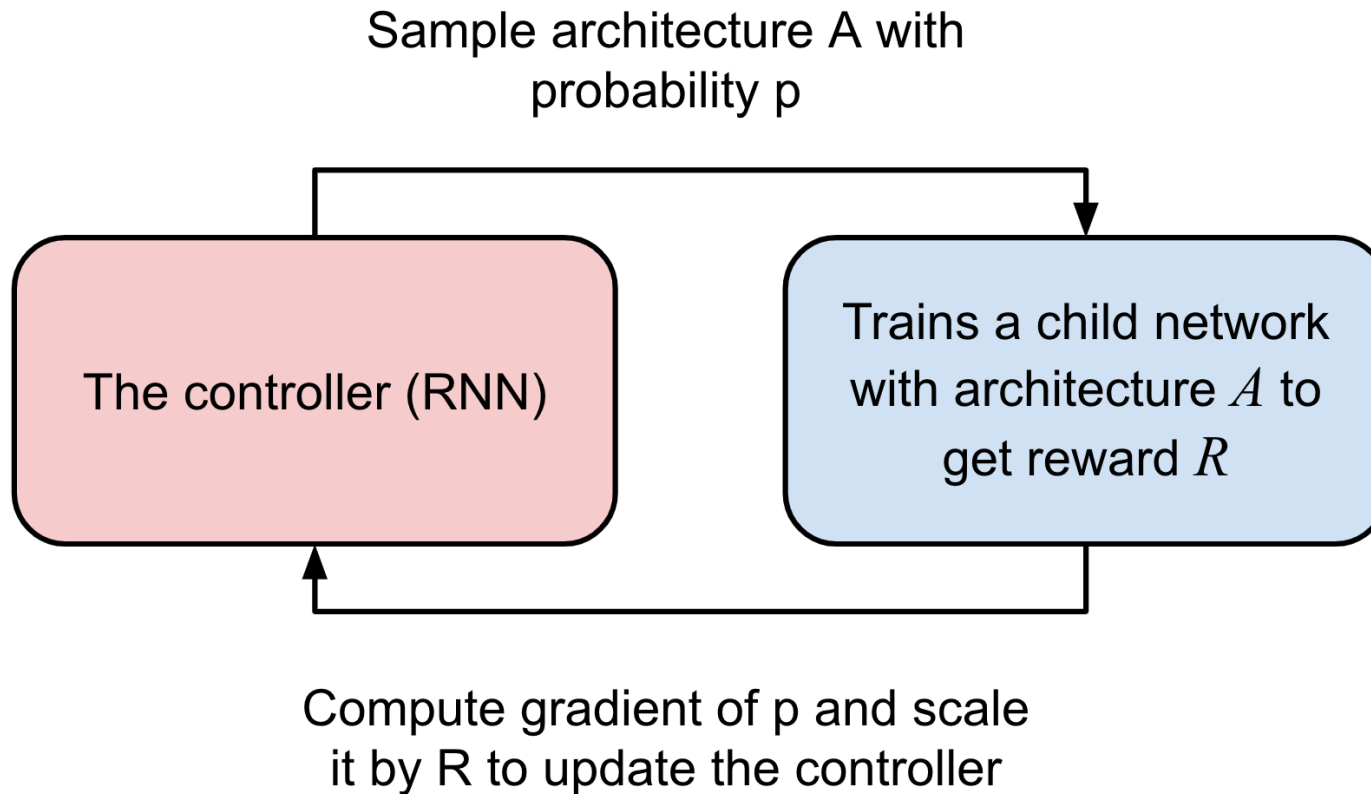 Sample architecture A with
probability p
The controller (RNN)
Trains a child network
with architecture A to
get reward R
Compute gradient of p and scale
it by R to update the controller